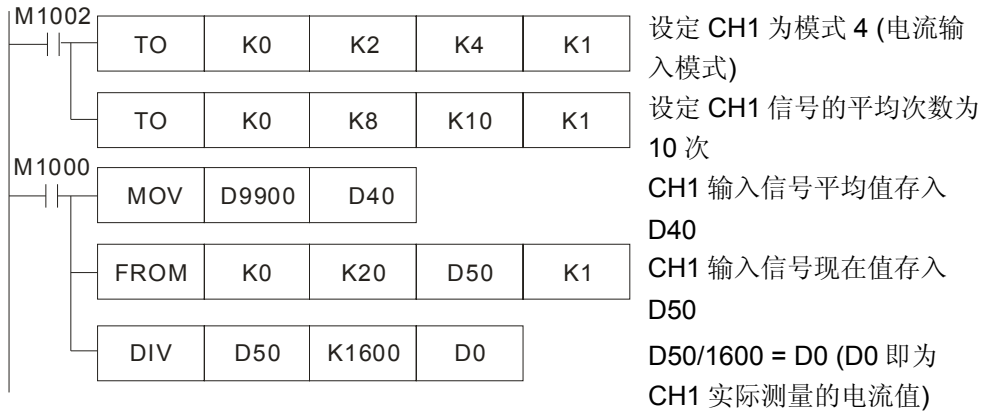 M1002
TO K0 K2 K4 K1
设定 CH1 为模式 4 (电流输
入模式)
TO K0 K8 K10 K1
设定 CH1 信号的平均次数为
10 次
M1000
MOV D9900 D40
CH1 输入信号平均值存入
D40
FROM K0 K20 D50 K1
CH1 输入信号现在值存入
D50
DIV D50 K1600 D0
D50/1600 = D0 (D0 即为
CH1 实际测量的电流值)